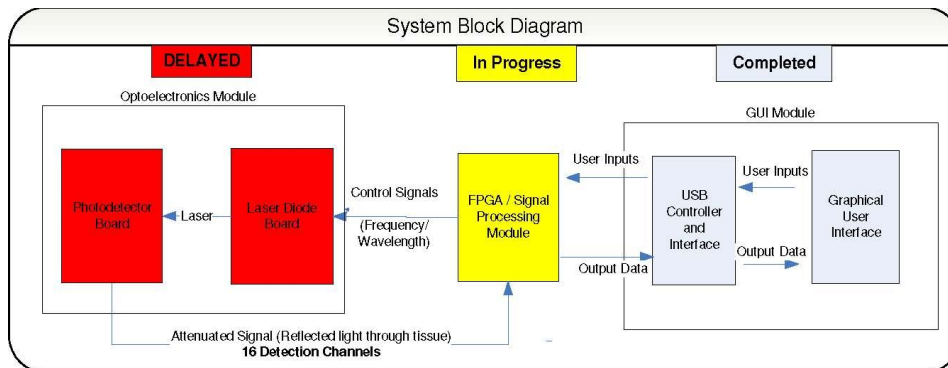 System Block Diagram
DELAYED
In Progress
Completed
Optoelectronics Module
GUI Module
Photodetector
Board
Laser
Laser Diode
Board
Control Signals
(Frequency/
Wavelength)
FPGA / Signal
Processing
Module
User Inputs
Output Data
USB
Controller
and
Interface
User Inputs
Output Data
Graphical
User
Interface
Attenuated Signal (Reflected light through tissue)
16 Detection Channels